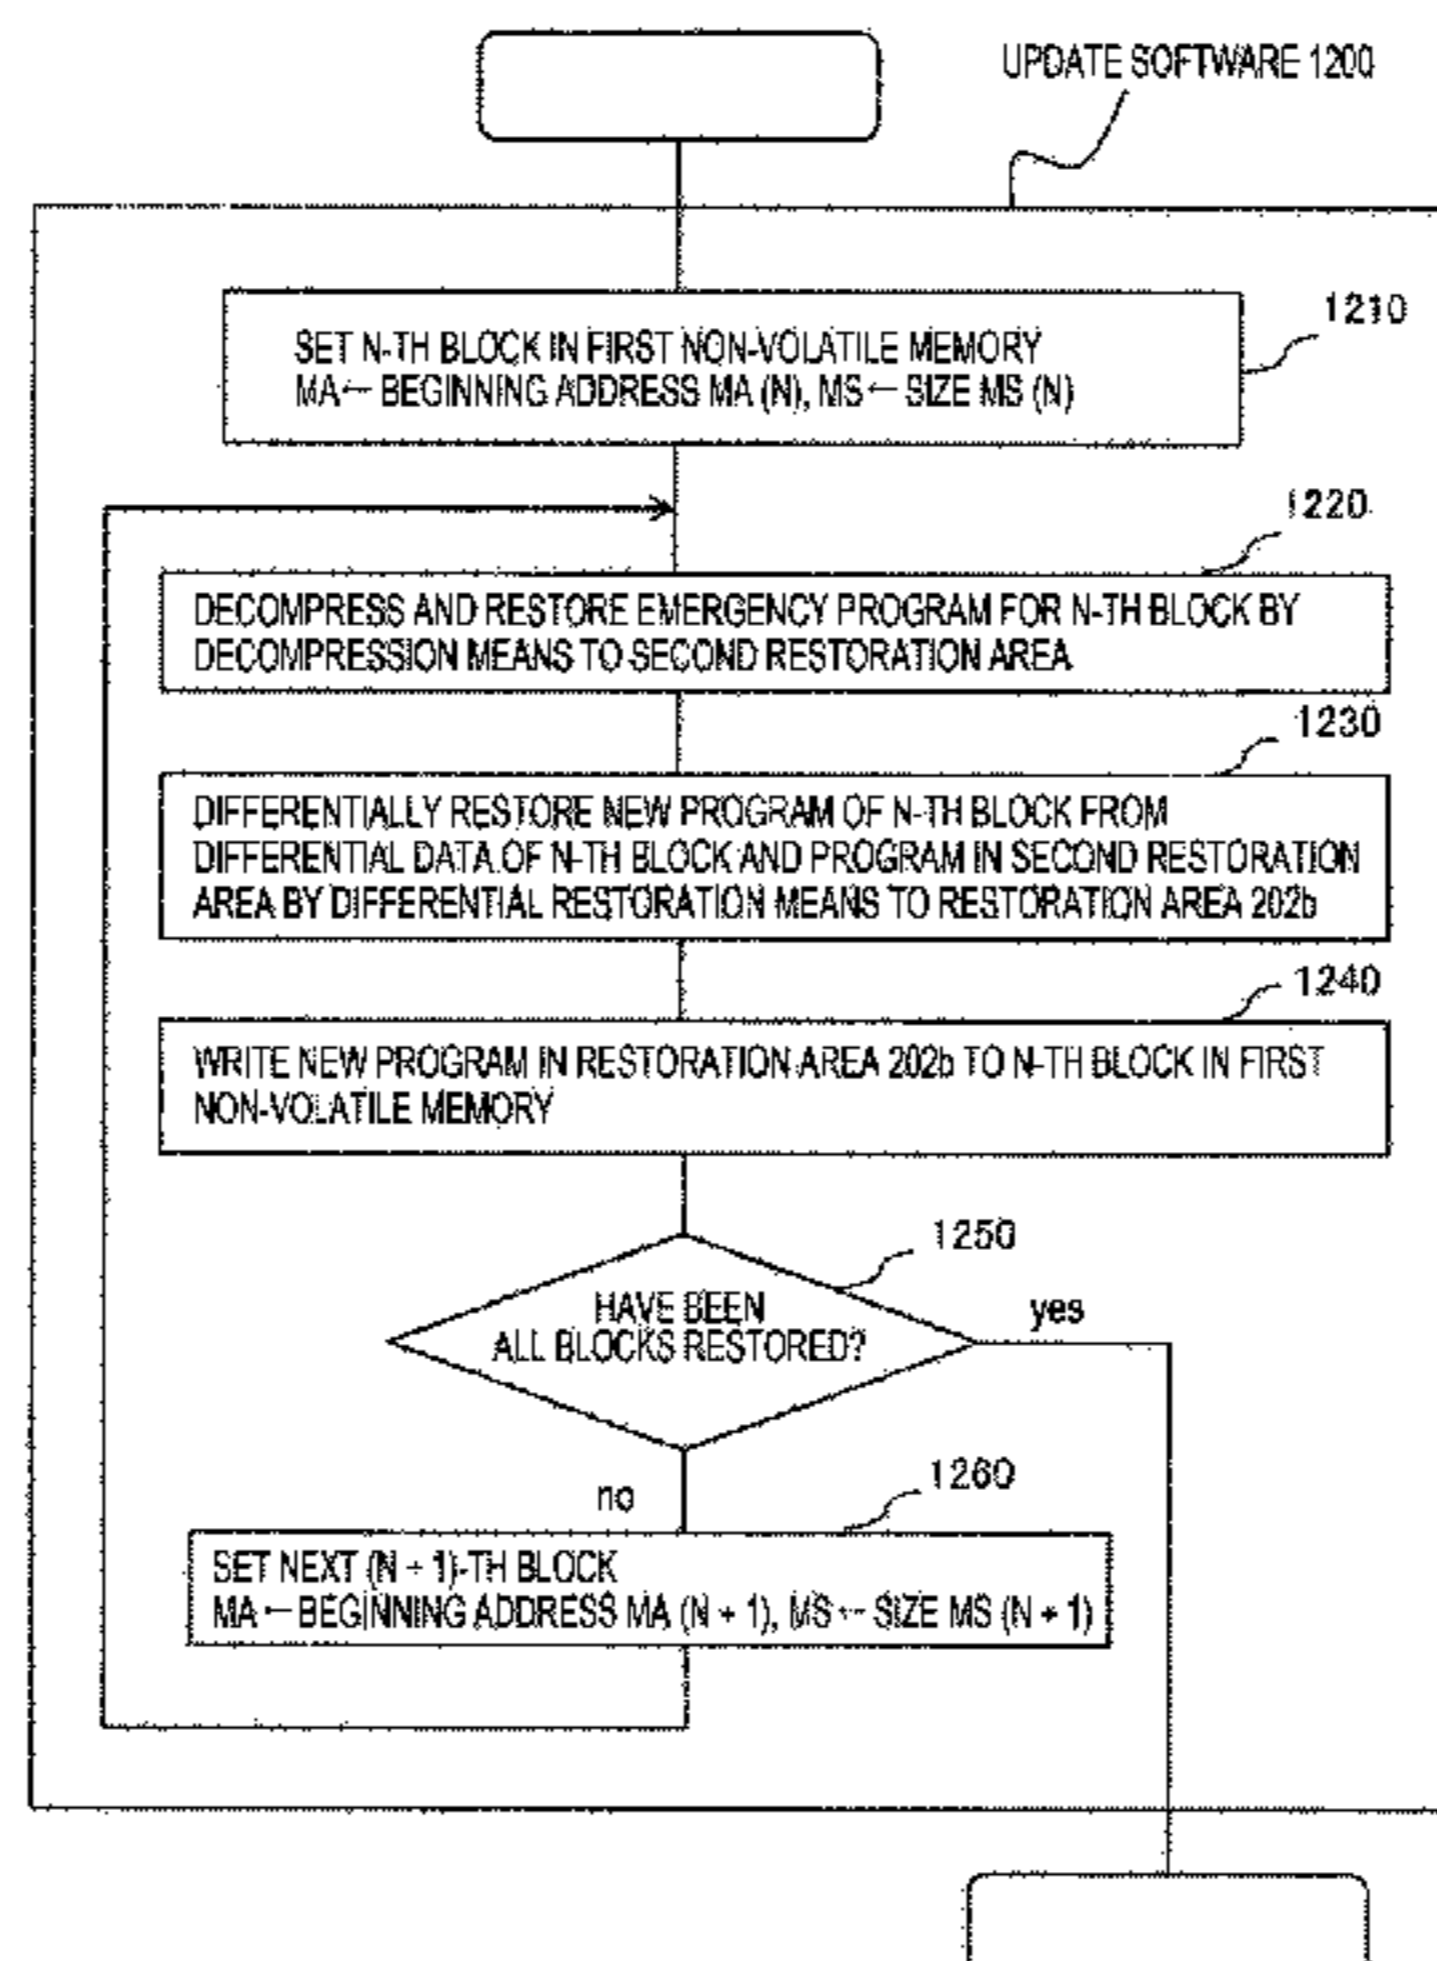 UPDATE SOFTWARE 1200
1210
SET N-TH BLOCK IN FIRST NON-VOLATILE MEMORY
MA ← BEGINNING ADDRESS MA (N), MS ← SIZE MS (N)
1220
DECOMPRESS AND RESTORE EMERGENCY PROGRAM FOR N-TH BLOCK BY
DECOMPRESSION MEANS TO SECOND RESTORATION AREA
1230
DIFFERENTIALLY RESTORE NEW PROGRAM OF N-TH BLOCK FROM
DIFFERENTIAL DATA OF N-TH BLOCK AND PROGRAM IN SECOND RESTORATION
AREA BY DIFFERENTIAL RESTORATION MEANS TO RESTORATION AREA 202b
1240
WRITE NEW PROGRAM IN RESTORATION AREA 202b TO N-TH BLOCK IN FIRST
NON-VOLATILE MEMORY
1250
HAVE BEEN
ALL BLOCKS RESTORED?
yes
no
1260
SET NEXT (N + 1)-TH BLOCK
MA ← BEGINNING ADDRESS MA (N + 1), MS ← SIZE MS (N + 1)